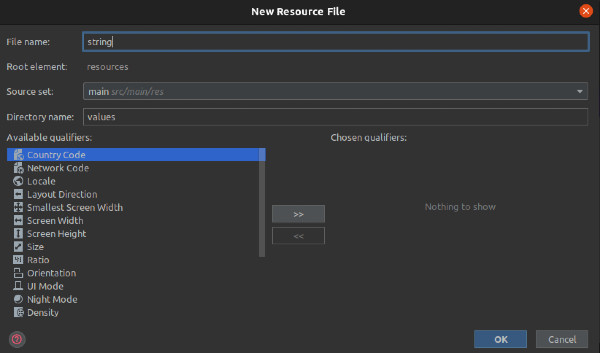 New Resource File
File name: string
Root element: resources
Source set: main src/main/res
Directory name: values
Available qualifiers: Chosen qualifiers:
Country Code
Network Code
Locale
Layout Direction
Smallest Screen Width
Screen Width
>>
Nothing to show
Screen Height
<<
Size
Ratio
Orientation
UI Mode
Night Mode
Density
? OK Cancel